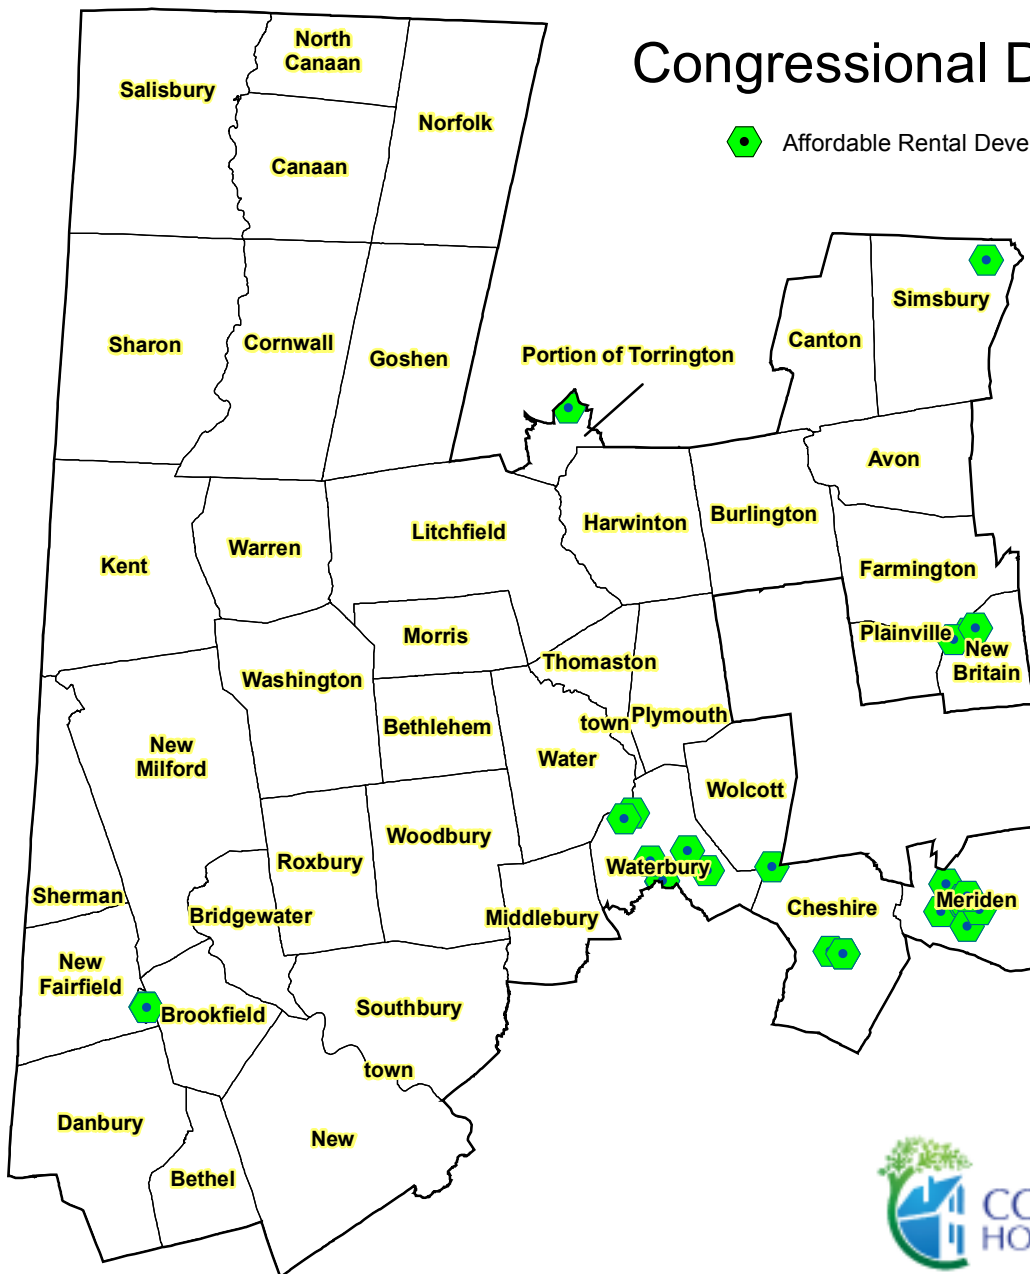 Congressional D
Affordable Rental Deve
North
Canaan
Salisbury
Norfolk
Canaan
Simsbury
Sharon
Cornwall
Goshen
Portion of Torrington
Canton
Avon
Litchfield
Harwinton
Burlington
Kent
Warren
Farmington
Morris
Plainville
New
Britain
Washington
Thomaston
Bethlehem
town
Plymouth
New
Milford
Water
Wolcott
Woodbury
Roxbury
Waterbury
Sherman
Bridgewater
Middlebury
Cheshire
Meriden
New
Fairfield
Brookfield
Southbury
town
Danbury
New
Bethel
CO
HO